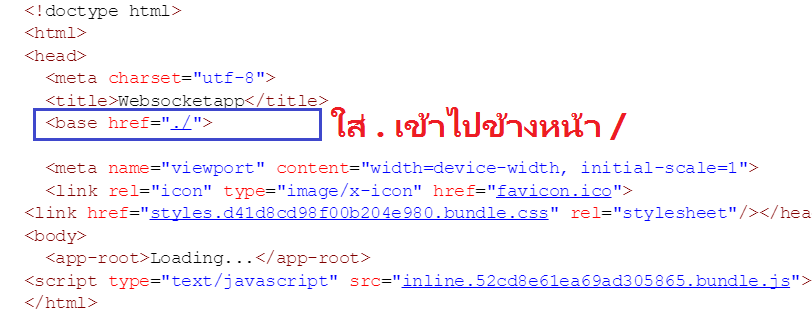 <!doctype html>
<html>
<head>
<meta charset="utf-8">
<title>Websocketapp</title>
<base href="./">
ใส่ . เข้าไปข้างหน้า /
<meta name="viewport" content="width=device-width, initial-scale=1">
<link rel="icon" type="image/x-icon" href="favicon.ico">
<link href="styles.d41d8cd98f00b204e980.bundle.css" rel="stylesheet"/></hea
<body>
<app-root>Loading...</app-root>
<script type="text/javascript" src="inline.52cd8e61ea69ad305865.bundle.js">
</html>